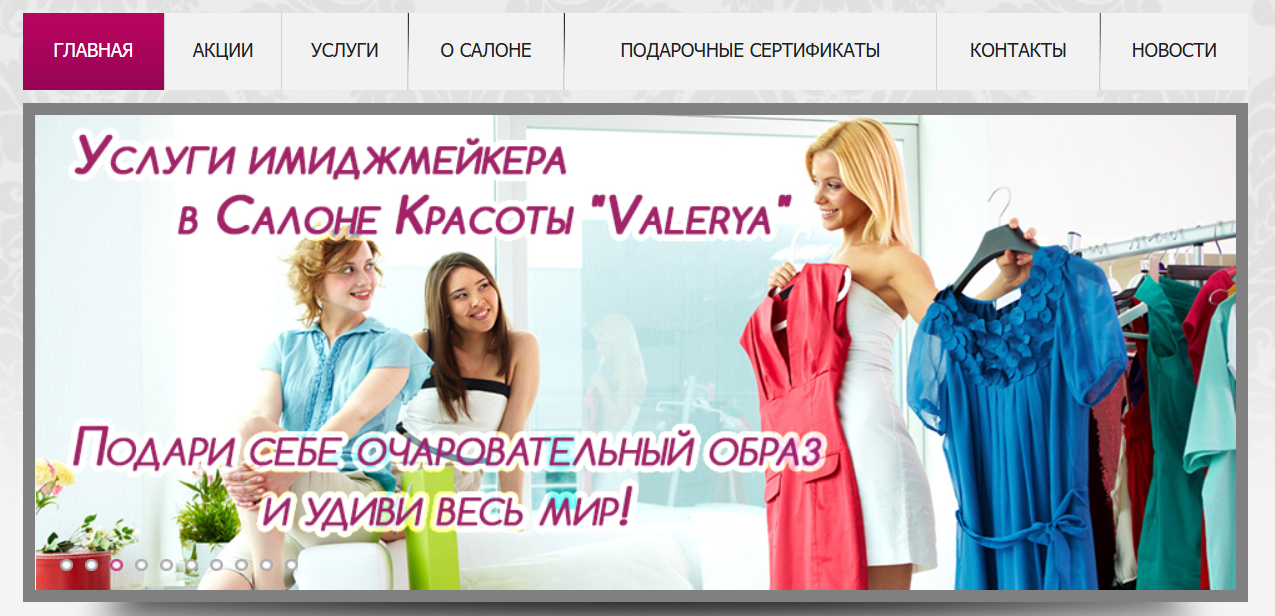 ГЛАВНАЯ АКЦИИ УСЛУГИ О САЛОНЕ ПОДАРОЧНЫЕ СЕРТИФИКАТЫ КОНТАКТЫ НОВОСТИ
Услуги имиджмейкера
в Салоне Красоты "Valerya"
Подари себе очаровательный образ
и удиви весь мир!